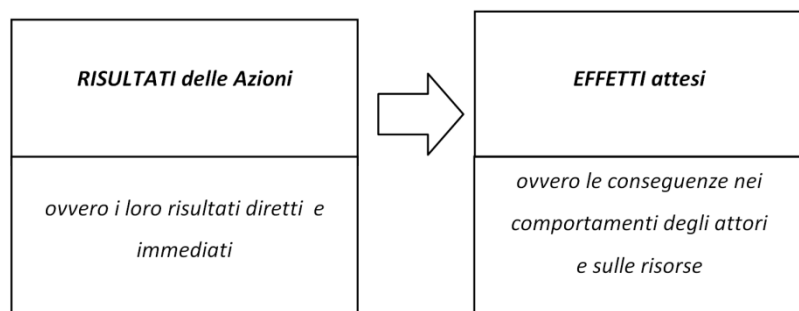 RISULTATI delle Azioni
EFFETTI attesi
ovvero i loro risultati diretti e
immediati
ovvero le conseguenze nei
comportamenti degli attori
e sulle risorse